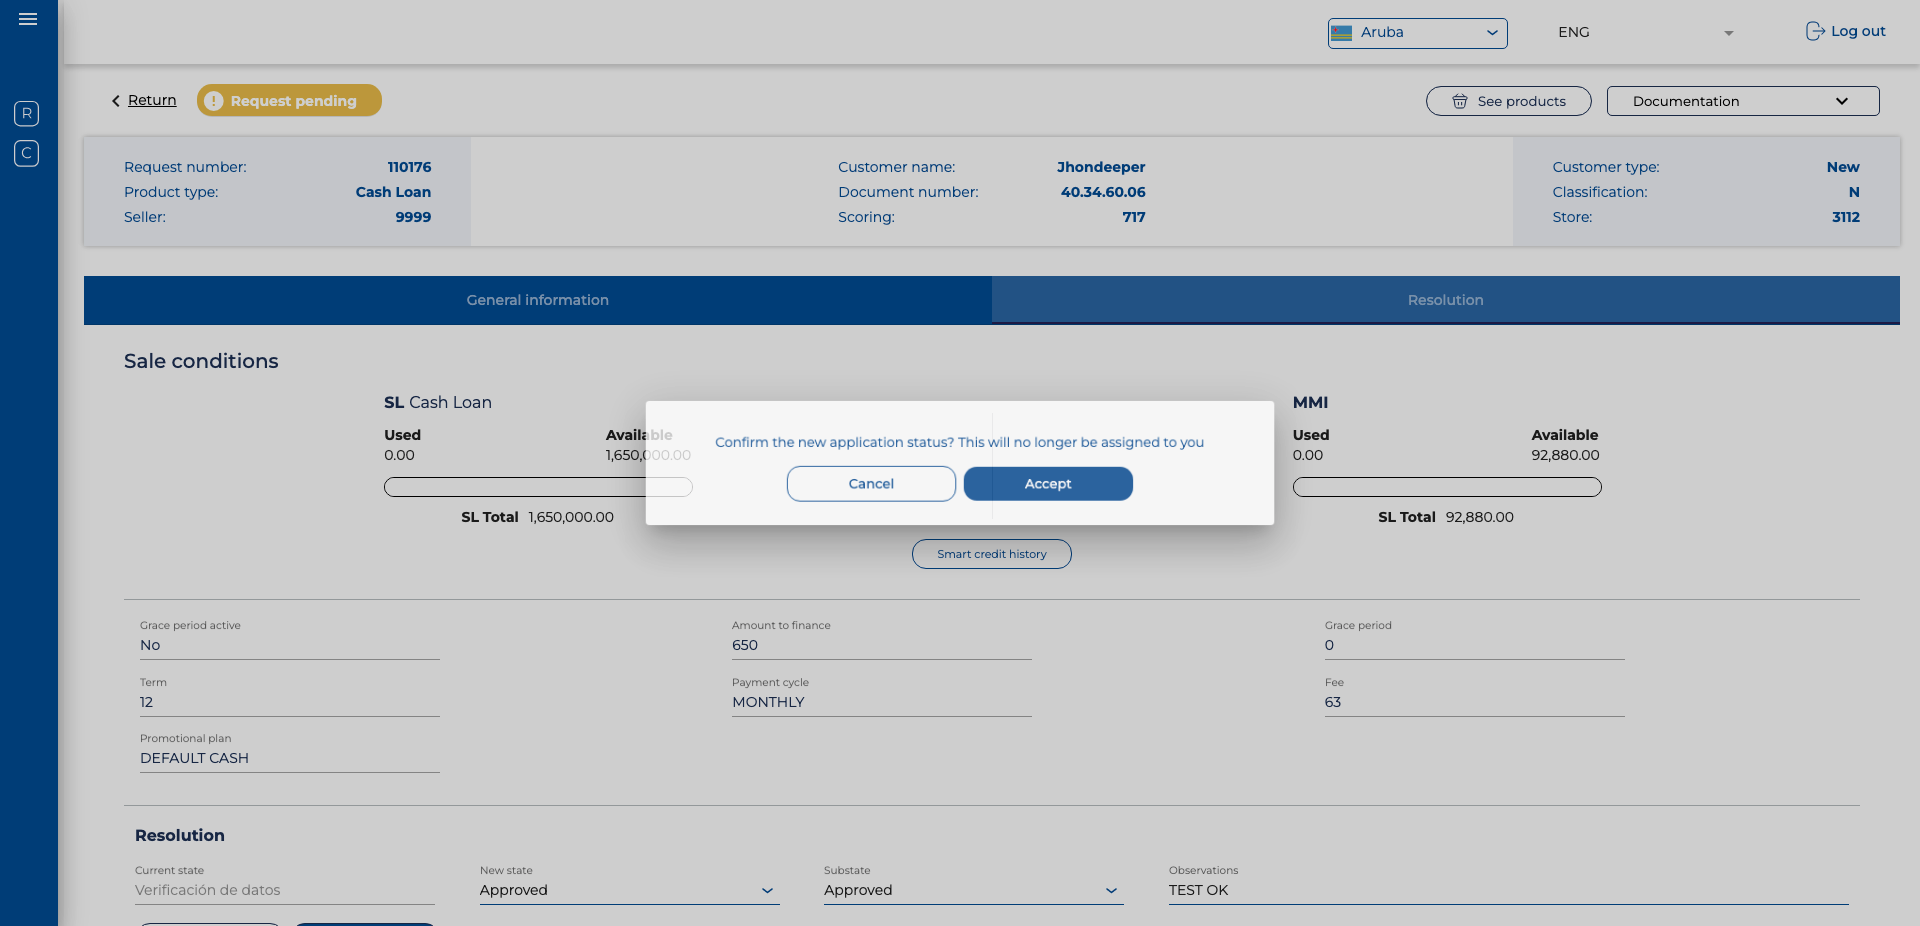 Aruba
ENG
Log out
R
C
Return
! Request pending
See products
Documentation
Request number: 110176
Product type: Cash Loan
Seller: 9999
Customer name: Jhondeeper
Document number: 40.34.60.06
Scoring: 717
Customer type: New
Classification: N
Store: 3112
General information
Resolution
Sale conditions
SL Cash Loan
Used Available
0.00 1,650,000.00
SL Total 1,650,000.00
Confirm the new application status? This will no longer be assigned to you
Cancel
Accept
MMI
Used Available
0.00 92,880.00
SL Total 92,880.00
Smart credit history
Grace period active
No
Amount to finance
650
Grace period
0
Term
12
Payment cycle
MONTHLY
Fee
63
Promotional plan
DEFAULT CASH
Resolution
Current state
Verificación de datos
New state
Approved
Substate
Approved
Observations
TEST OK